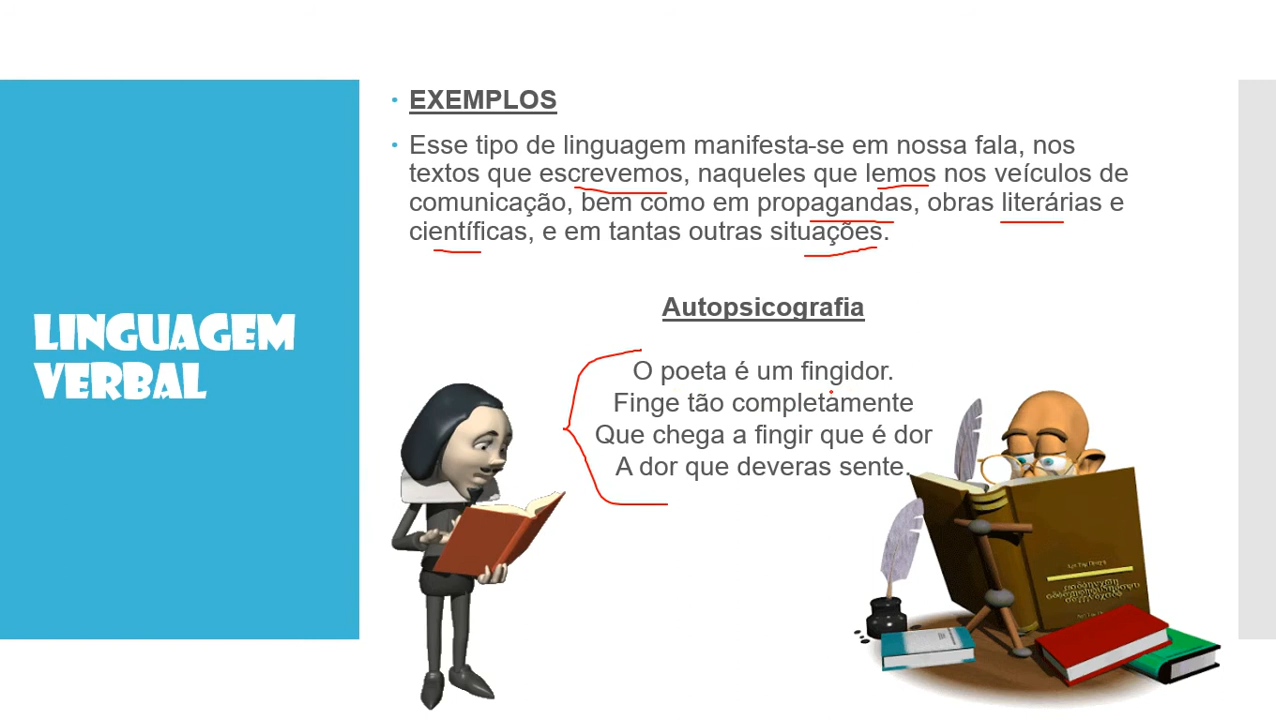 LINGUAGEM
VERBAL
• EXEMPLOS
• Esse tipo de linguagem manifesta-se em nossa fala, nos
textos que escrevemos, naqueles que lemos nos veículos de
comunicação, bem como em propagandas, obras literárias e
científicas, e em tantas outras situações.
Autopsicografia
O poeta é um fingidor.
Finge tão completamente
Que chega a fingir que é dor
A dor que deveras sente.